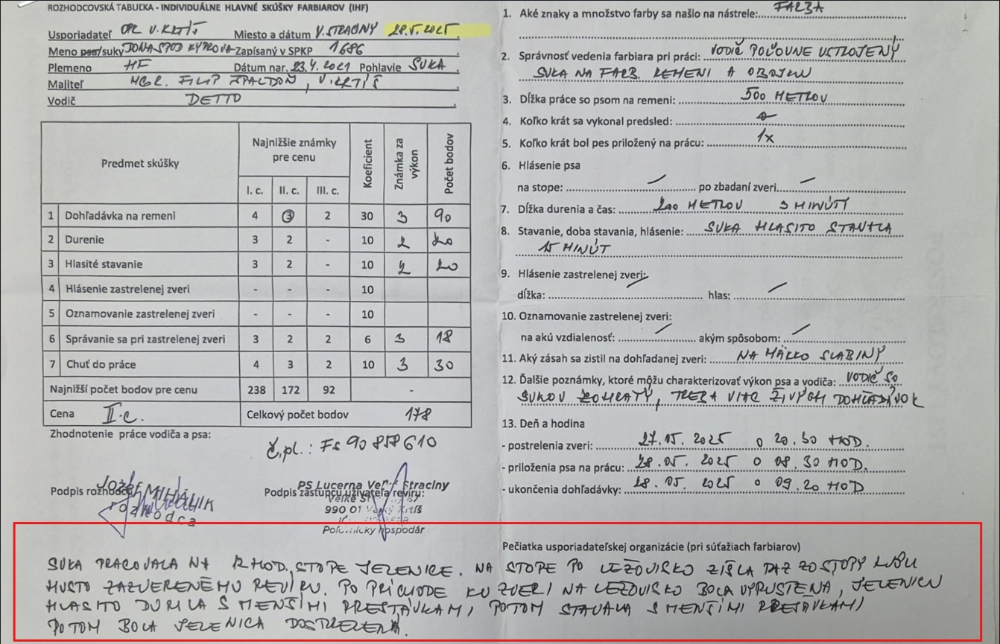 ROZHODCOVSKÁ TABUĽKA - INDIVIDUÁLNE HLAVNÉ SKÚŠKY FARBIAROV (IHF)
Usporiadateľ OPK V.KRTÍŠ Miesto a dátum V.STRACINY 28.5.2025
Meno psa/suky DONA SPOD KYPROVA Zapísaný v SPKP 1686
Plemeno HF Dátum nar. 23.4.2021 Pohlavie SUKA
Majiteľ MGR. FILIP, V.KRTÍŠ
Vodič DETTO
Predmet skúšky
Najnižšie známky pre cenu
Koeficient
Známka za výkon
Počet bodov
I. c. II. c. III. c.
1 Dohľadávka na remeni 4 3 2 30 3 90
2 Durenie 3 2 - 10 2 20
3 Hlasité stavanie 3 2 - 10 2 20
4 Hlásenie zastrelenej zveri - - - 10
5 Oznamovanie zastrelenej zveri - - - 10
6 Správanie sa pri zastrelenej zveri 3 2 2 6 3 18
7 Chuť do práce 4 3 2 10 3 30
Najnižší počet bodov pre cenu 238 172 92 -
Cena II.c. Celkový počet bodov 178
Zhodnotenie práce vodiča a psa:
Č.pl.: FS 90 858 610
Podpis rozhodcu
Jozef MIHÁLIK
rozhodca
PS Lucerna Veľ Straciny
Podpis zástupcu užívateľa revíru:
990 01 Veľký Krtíš
Poľovnícky hospodár
1. Aké znaky a množstvo farby sa našlo na nástrele: FARBA
2. Správnosť vedenia farbiara pri práci: VODIČ POĽOVNE USTROJENÝ
SUKA NA FARB. REMENI A OBOJKU
3. Dĺžka práce so psom na remeni: 500 METROV
4. Koľko krát sa vykonal predsled:
5. Koľko krát bol pes priložený na prácu: 1x
6. Hlásenie psa
na stope: po zbadaní zveri
7. Dĺžka durenia a čas: 200 METROV 3 MINÚTY
8. Stavanie, doba stavania, hlásenie: SUKA HLASITO STAVALA
15 MINÚT
9. Hlásenie zastrelenej zveri:
dĺžka: hlas:
10. Oznamovanie zastrelenej zveri:
na akú vzdialenosť: akým spôsobom:
11. Aký zásah sa zistil na dohľadanej zveri: NA MÄKKO SLABINY
12. Ďalšie poznámky, ktoré môžu charakterizovať výkon psa a vodiča: VODIČ SO
SUKOU ZOHRATÝ, TREBA VIAC ŽIVÝCH DOHĽADÁVOK
13. Deň a hodina
- postrelenia zveri: 27.05.2025 o 20.30 HOD.
- priloženia psa na prácu: 28.05.2025 o 08.30 HOD.
- ukončenia dohľadávky: 28.05.2025 o 09.20 HOD
Pečiatka usporiadateľskej organizácie (pri súťažiach farbiarov)
SUKA PRACOVALA NA 12 HOD. STOPE JELENICE. NA STOPE PO LEŽOVISKO ZIŠLA 2AZ ZO STOPY KVÔLI
HUSTO ZAZVERENÉMU REVÍRU. PO PRÍCHODE KU ZVERI NA LEŽOVISKO BOLA VYPUSTENÁ, JELENICU
HLASITO DURILA S MENŠÍMI PRESTÁVKAMI, POTOM STAVALA S MENŠÍMI PRESTÁVKAMI,
POTOM BOLA JELENICA DOSTRELENÁ.